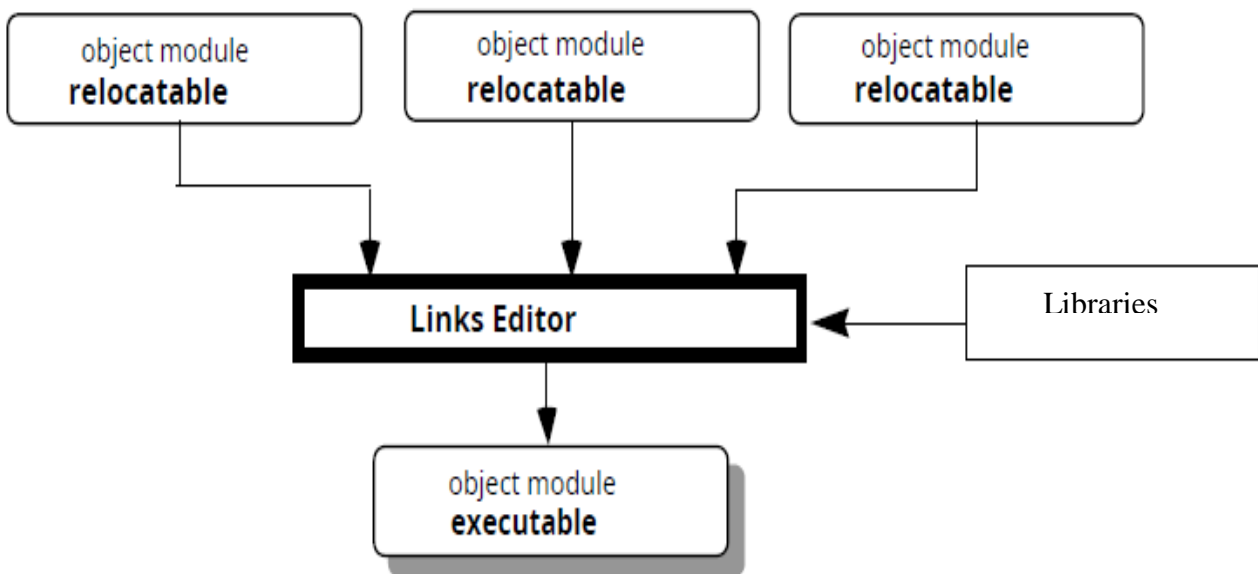 object module
relocatable
object module
relocatable
object module
relocatable
Links Editor
Libraries
object module
executable